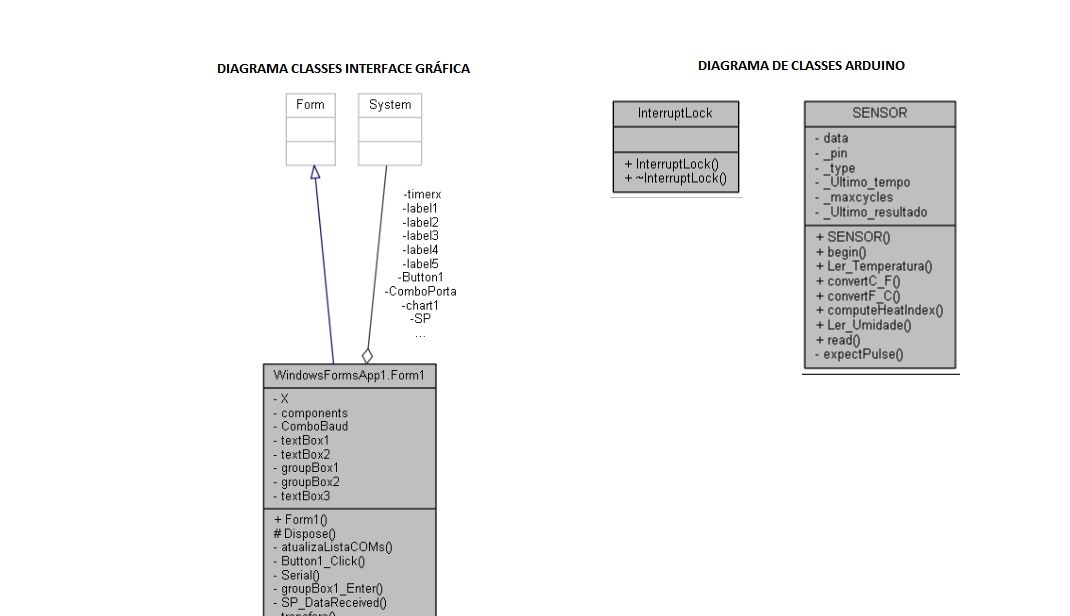 DIAGRAMA CLASSES INTERFACE GRÁFICA
Form
System
-timerx
-label1
-label2
-label3
-label4
-label5
-Button1
-ComboPorta
-chart1
-SP
...
WindowsFormsApp1.Form1
- X
- components
- ComboBaud
- textBox1
- textBox2
- groupBox1
- groupBox2
- textBox3
+ Form1()
# Dispose()
- atualizaListaCOMs()
- Button1_Click()
- Serial()
- groupBox1_Enter()
- SP_DataReceived()
DIAGRAMA DE CLASSES ARDUINO
InterruptLock
+ InterruptLock()
+ ~InterruptLock()
SENSOR
- data
- _pin
- _type
- _Ultimo_tempo
- _maxcycles
- _Ultimo_resultado
+ SENSOR()
+ begin()
+ Ler_Temperatura()
+ convertC_F()
+ convertF_C()
+ computeHeatIndex()
+ Ler_Umidade()
+ read()
- expectPulse()